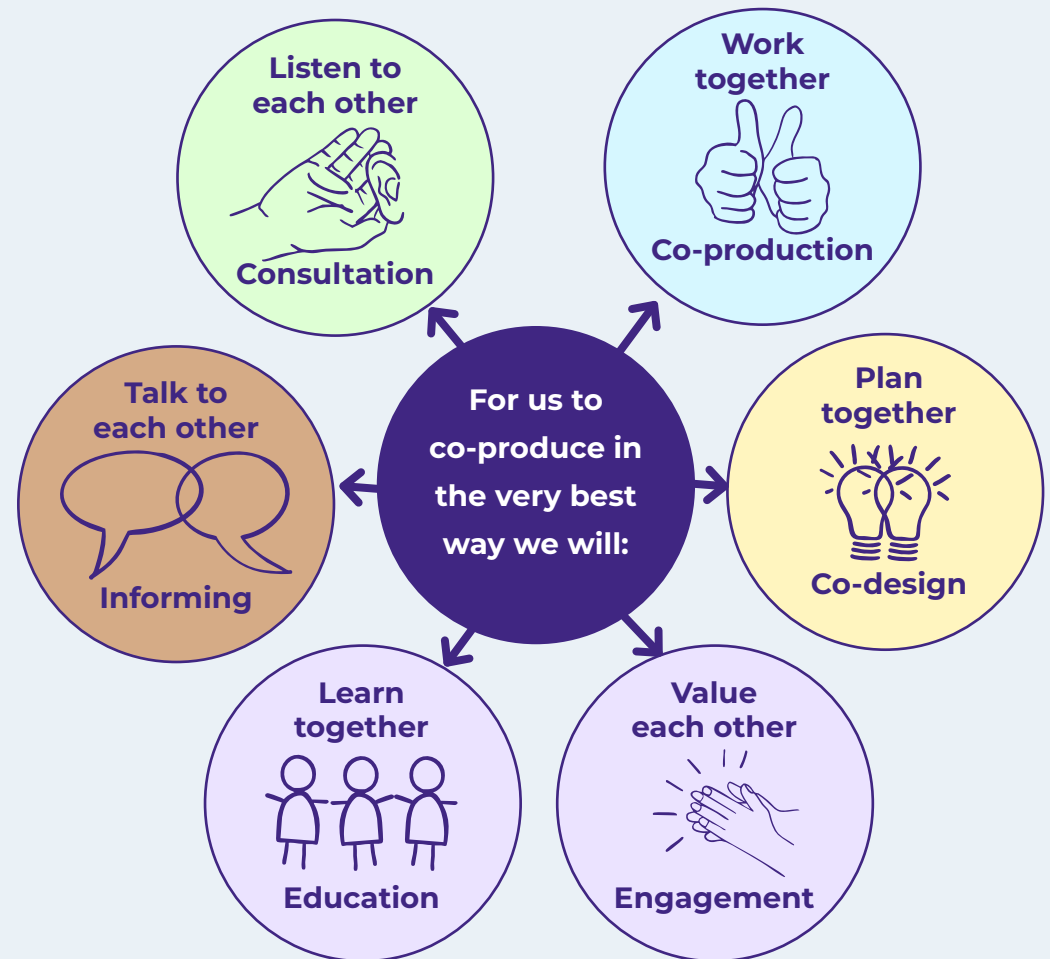 Listen to
each other
Consultation
Work
together
Co-production
Talk to
each other
Informing
For us to
co-produce in
the very best
way we will:
Plan
together
Co-design
Learn
together
Education
Value
each other
Engagement